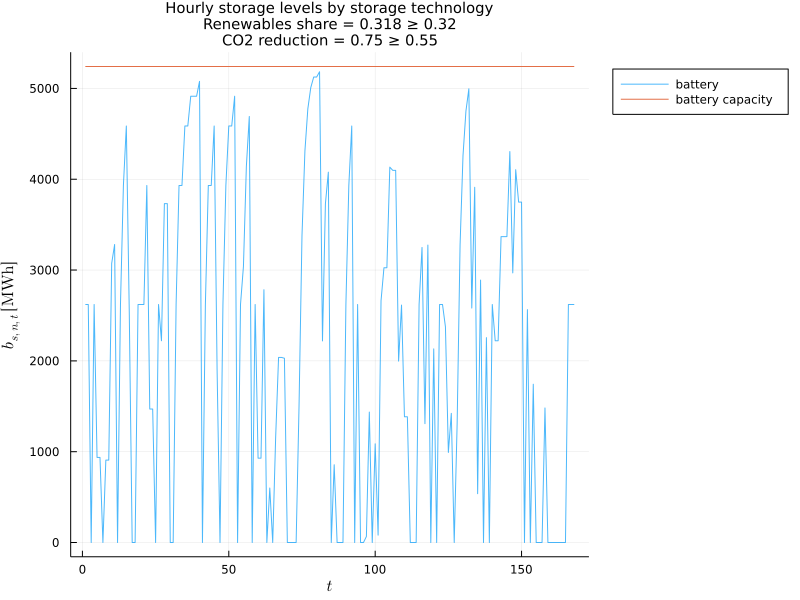 Hourly storage levels by storage technology
Renewables share = 0.318 ≥ 0.32
CO2 reduction = 0.75 ≥ 0.55
battery
battery capacity
5000
4000
3000
2000
1000
0
b_{s, n, t} [MWh]
0 50 100 150
t